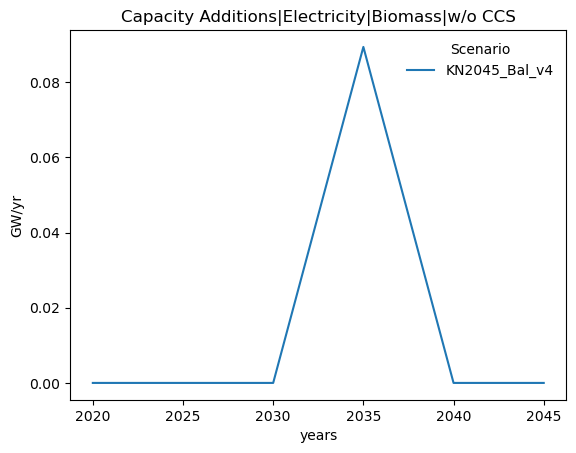 Capacity Additions|Electricity|Biomass|w/o CCS
Scenario
KN2045_Bal_v4
GW/yr
0.08
0.06
0.04
0.02
0.00
2020
2025
2030
2035
2040
2045
years